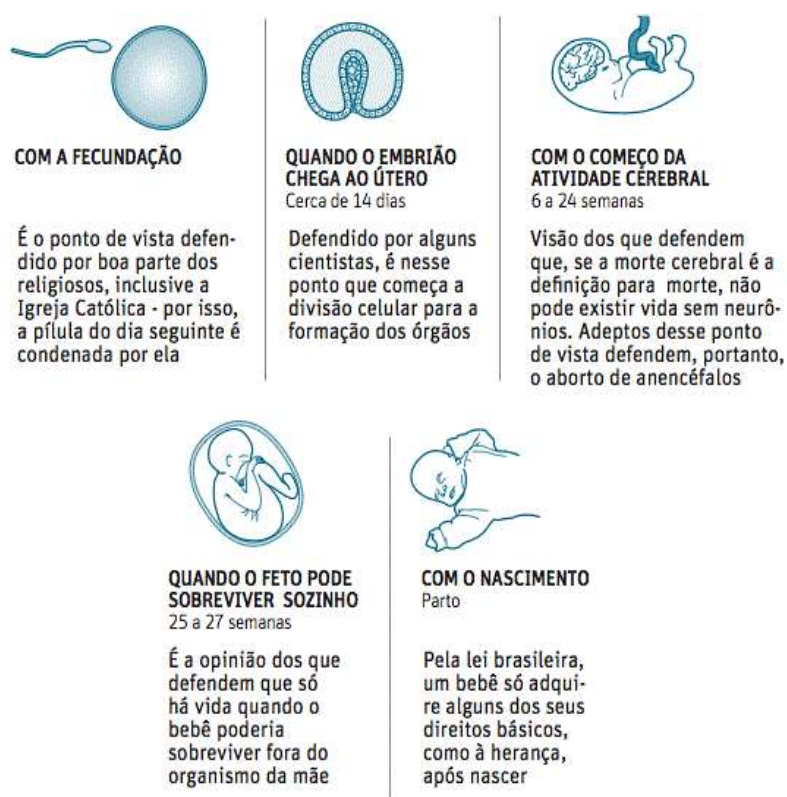 COM A FECUNDAÇÃO
É o ponto de vista defen-
dido por boa parte dos
religiosos, inclusive a
Igreja Católica - por isso,
a pílula do dia seguinte é
condenada por ela
QUANDO O EMBRIÃO
CHEGA AO ÚTERO
Cerca de 14 dias
Defendido por alguns
cientistas, é nesse
ponto que começa a
divisão celular para a
formação dos órgãos
COM O COMEÇO DA
ATIVIDADE CEREBRAL
6 a 24 semanas
Visão dos que defendem
que, se a morte cerebral é a
definição para morte, não
pode existir vida sem neurô-
nios. Adeptos desse ponto
de vista defendem, portanto,
o aborto de anencéfalos
QUANDO O FETO PODE
SOBREVIVER SOZINHO
25 a 27 semanas
É a opinião dos que
defendem que só
há vida quando o
bebê poderia
sobreviver fora do
organismo da mãe
COM O NASCIMENTO
Parto
Pela lei brasileira,
um bebê só adqui-
re alguns dos seus
direitos básicos,
como à herança,
após nascer